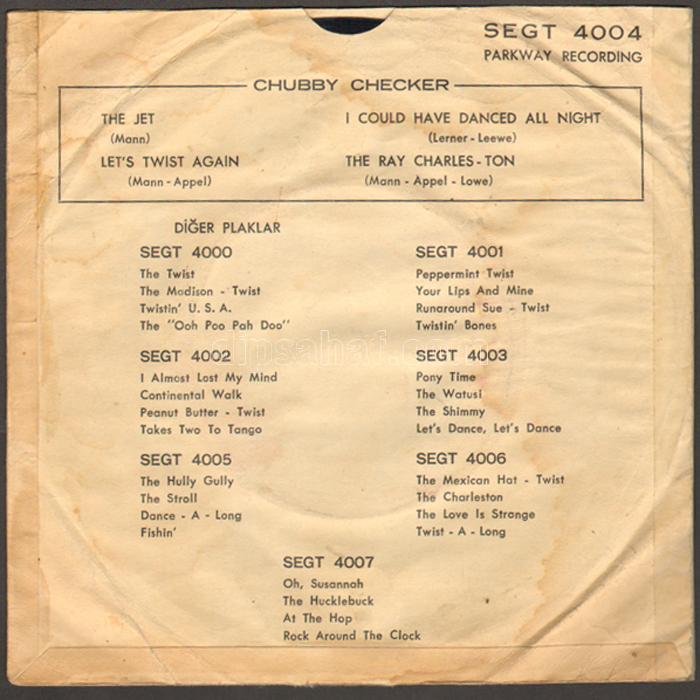 SEGT 4004
PARKWAY RECORDING
CHUBBY CHECKER
THE JET
(Mann)
LET'S TWIST AGAIN
(Mann - Appel)
I COULD HAVE DANCED ALL NIGHT
(Lerner - Leewe)
THE RAY CHARLES - TON
(Mann - Appel - Lowe)
DİĞER PLAKLAR
SEGT 4000
The Twist
The Madison - Twist
Twistin' U. S. A.
The "Ooh Poo Pah Doo"
SEGT 4001
Peppermint Twist
Your Lips And Mine
Runaround Sue - Twist
Twistin' Bones
SEGT 4002
I Almost Lost My Mind
Continental Walk
Peanut Butter - Twist
Takes Two To Tango
SEGT 4003
Pony Time
The Watusi
The Shimmy
Let's Dance, Let's Dance
SEGT 4005
The Hully Gully
The Stroll
Dance - A - Long
Fishin'
SEGT 4006
The Mexican Hat - Twist
The Charleston
The Love Is Strange
Twist - A - Long
SEGT 4007
Oh, Susannah
The Hucklebuck
At The Hop
Rock Around The Clock